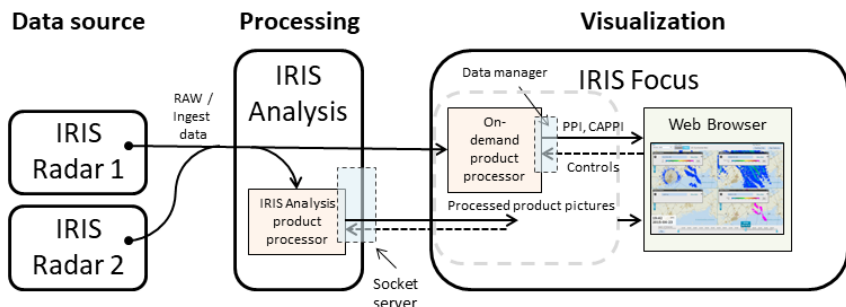 Data source
Processing
Visualization
IRIS
Radar 1
IRIS
Radar 2
RAW /
Ingest
data
IRIS
Analysis
IRIS Analysis
product
processor
Socket
server
Data manager
IRIS Focus
On-
demand
product
processor
PPI, CAPPI
Controls
Processed product pictures
Web Browser